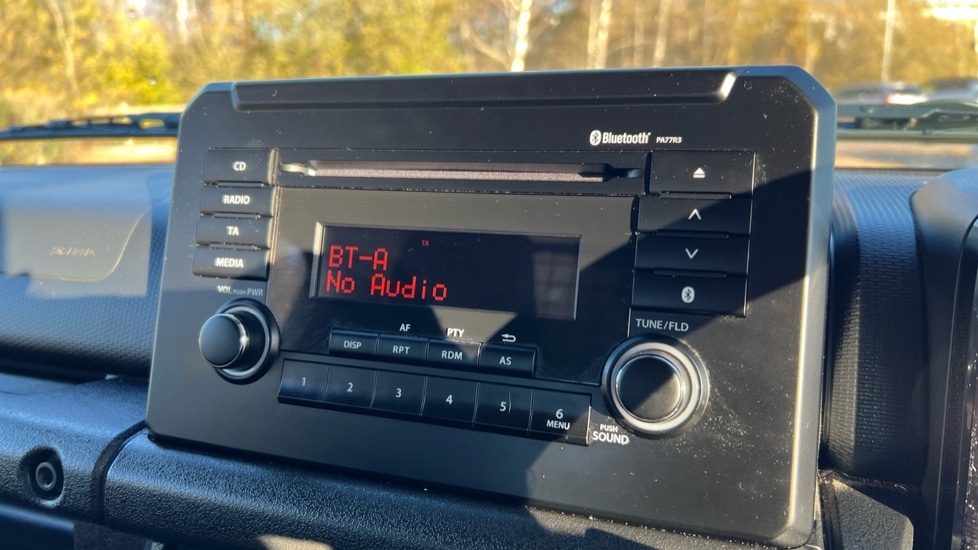 Bluetooth PA77R3
CD
RADIO
TA
MEDIA
VOL PUSH PWR
TA
BT-A
No Audio
TUNE/FLD
AF PTY
DISP RPT RDM AS
1 2 3 4 5 6
MENU
PUSH
SOUND